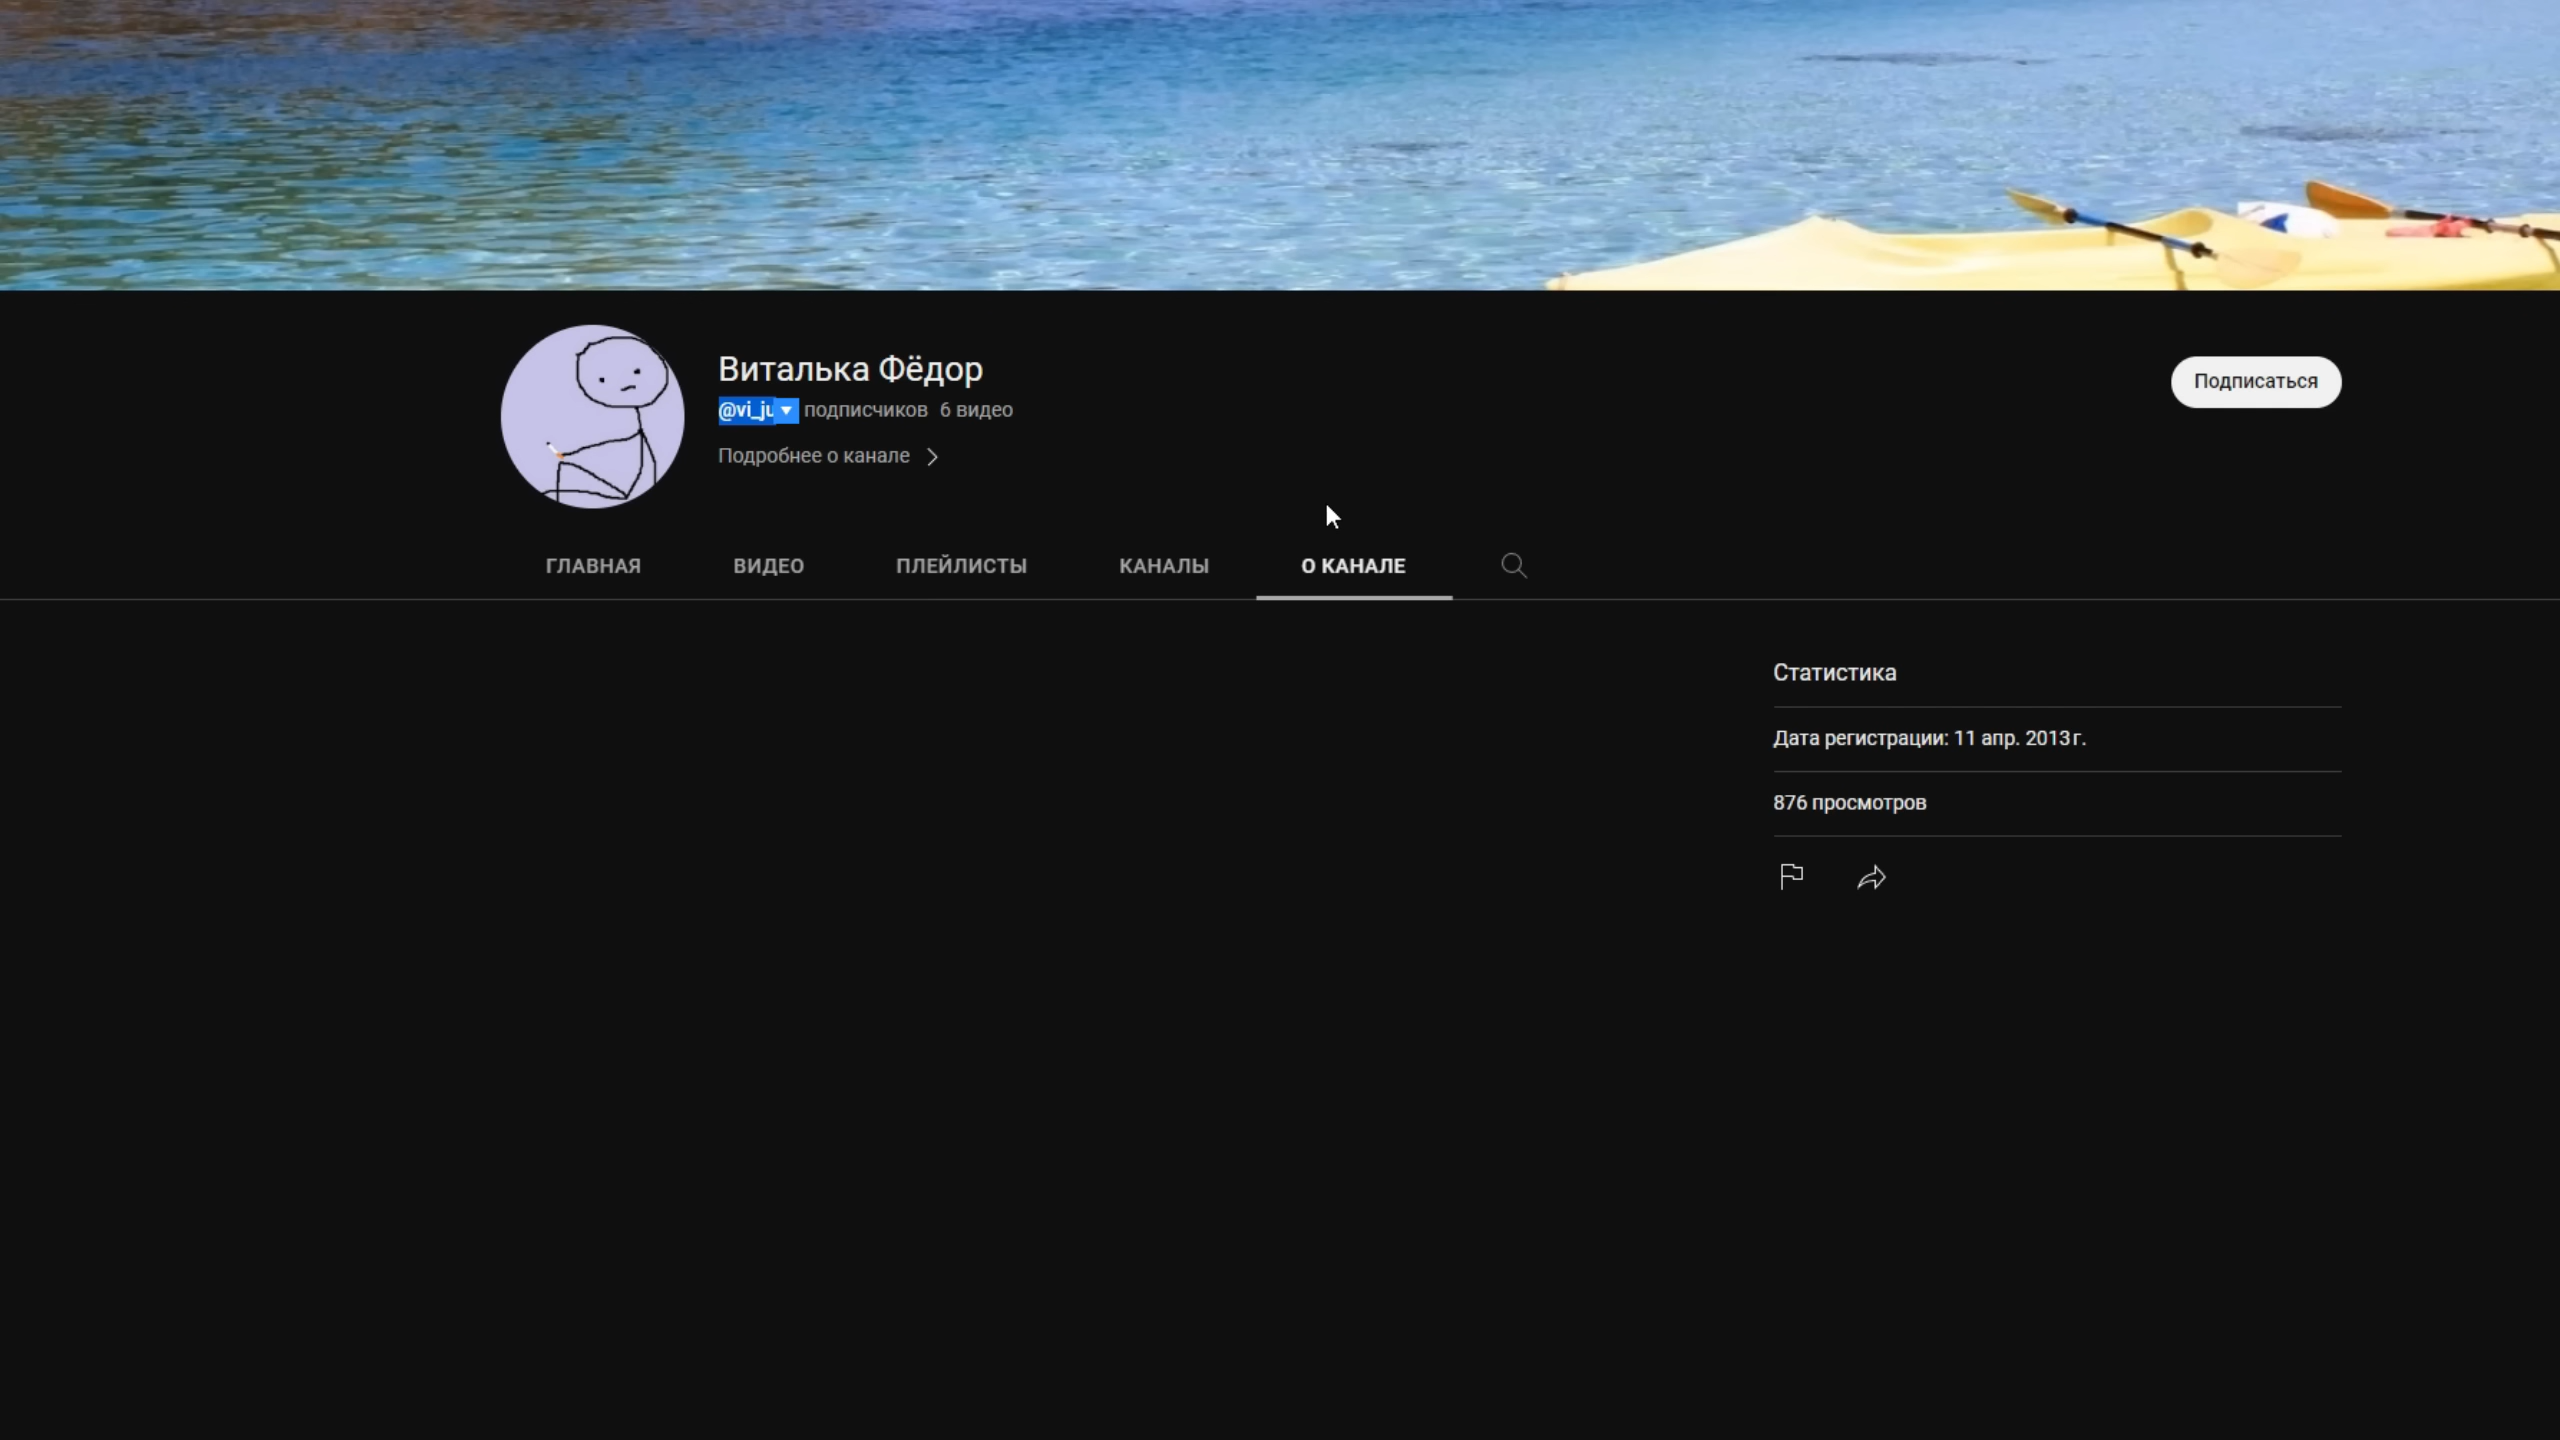 Виталька Фёдор
@vi_ju подписчиков 6 видео
Подробнее о канале
Подписаться
ГЛАВНАЯ ВИДЕО ПЛЕЙЛИСТЫ КАНАЛЫ О КАНАЛЕ
Статистика
Дата регистрации: 11 апр. 2013 г.
876 просмотров